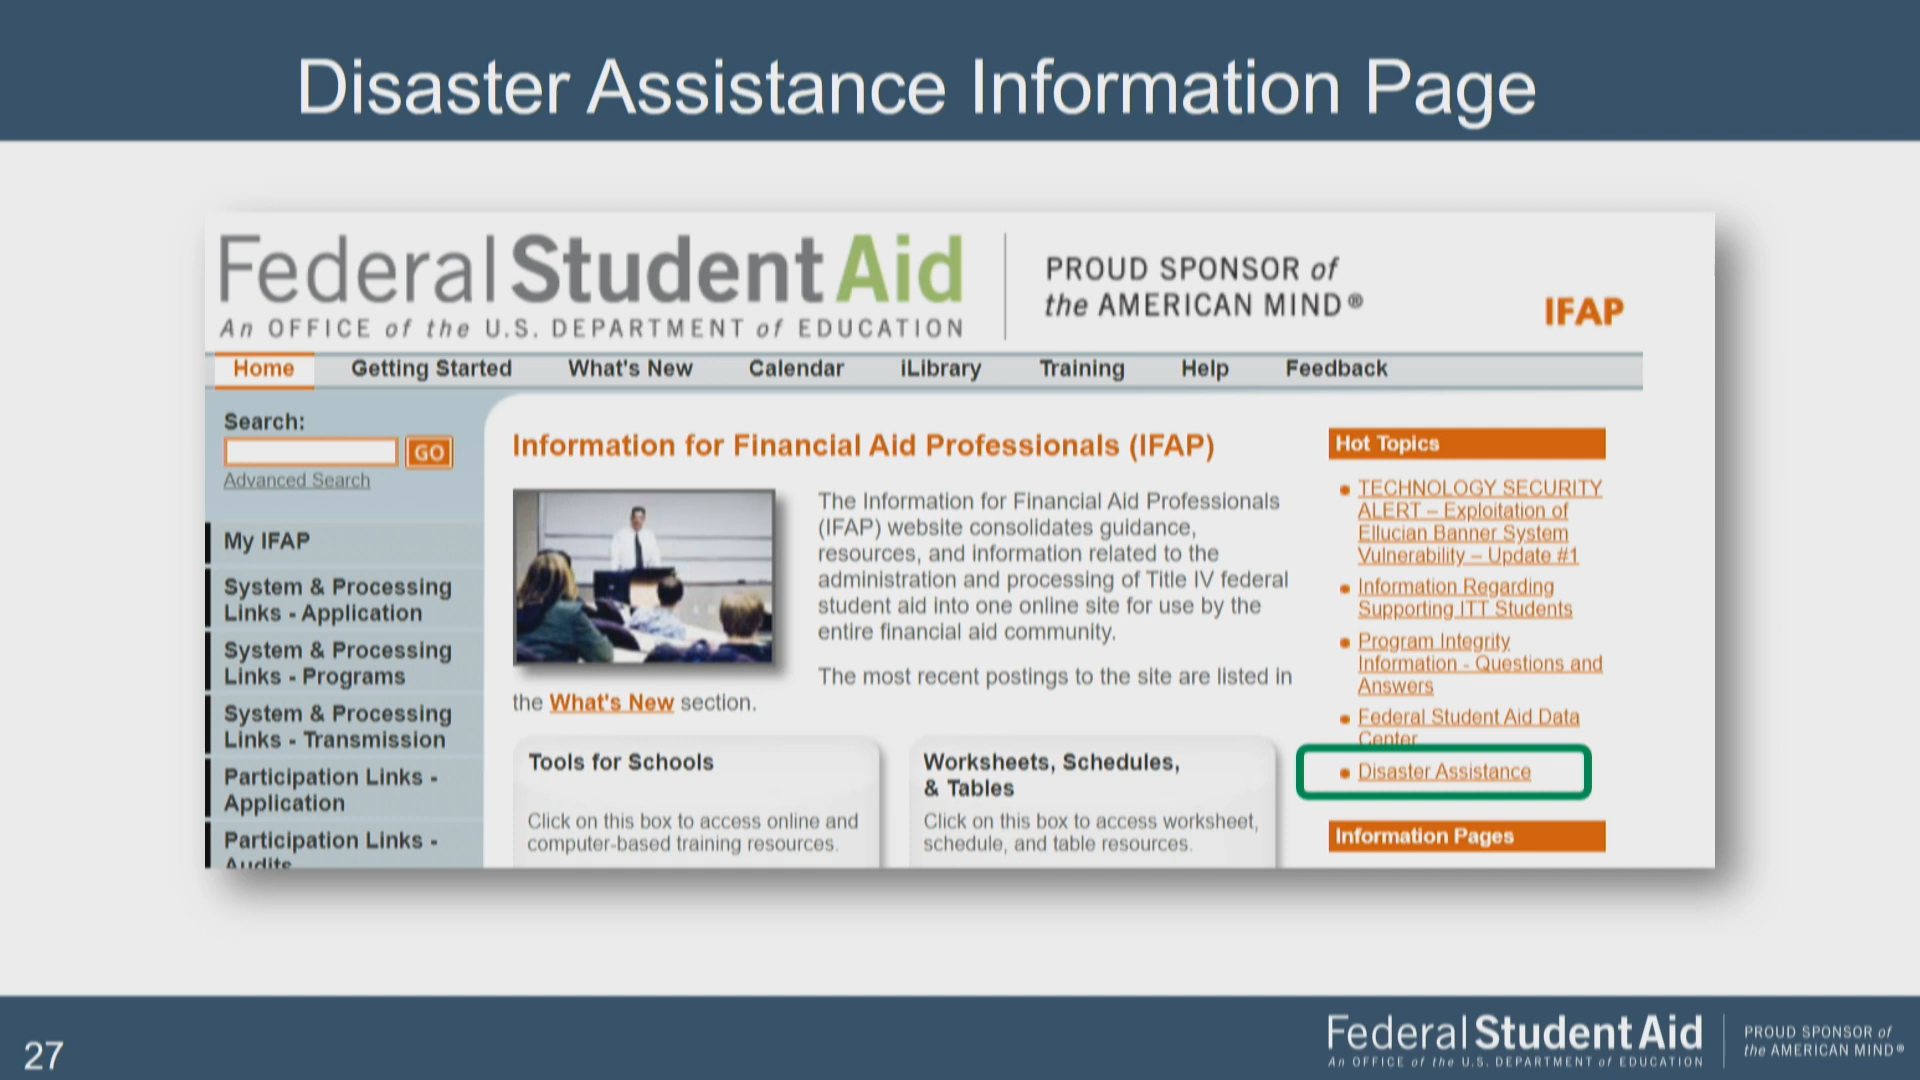 Disaster Assistance Information Page
Federal Student Aid
An OFFICE of the U.S. DEPARTMENT of EDUCATION
PROUD SPONSOR of
the AMERICAN MIND®
IFAP
Home Getting Started What's New Calendar iLibrary Training Help Feedback
Search:
GO
Advanced Search
My IFAP
System & Processing
Links - Application
System & Processing
Links - Programs
System & Processing
Links - Transmission
Participation Links -
Application
Participation Links -
Audits
Information for Financial Aid Professionals (IFAP)
The Information for Financial Aid Professionals
(IFAP) website consolidates guidance,
resources, and information related to the
administration and processing of Title IV federal
student aid into one online site for use by the
entire financial aid community.
The most recent postings to the site are listed in
the What's New section.
Tools for Schools
Click on this box to access online and
computer-based training resources.
Worksheets, Schedules,
& Tables
Click on this box to access worksheet,
schedule, and table resources.
Hot Topics
TECHNOLOGY SECURITY
ALERT – Exploitation of
Ellucian Banner System
Vulnerability – Update #1
Information Regarding
Supporting ITT Students
Program Integrity
Information - Questions and
Answers
Federal Student Aid Data
Center
Disaster Assistance
Information Pages
27
Federal Student Aid
An OFFICE of the U.S. DEPARTMENT of EDUCATION
PROUD SPONSOR of
the AMERICAN MIND®